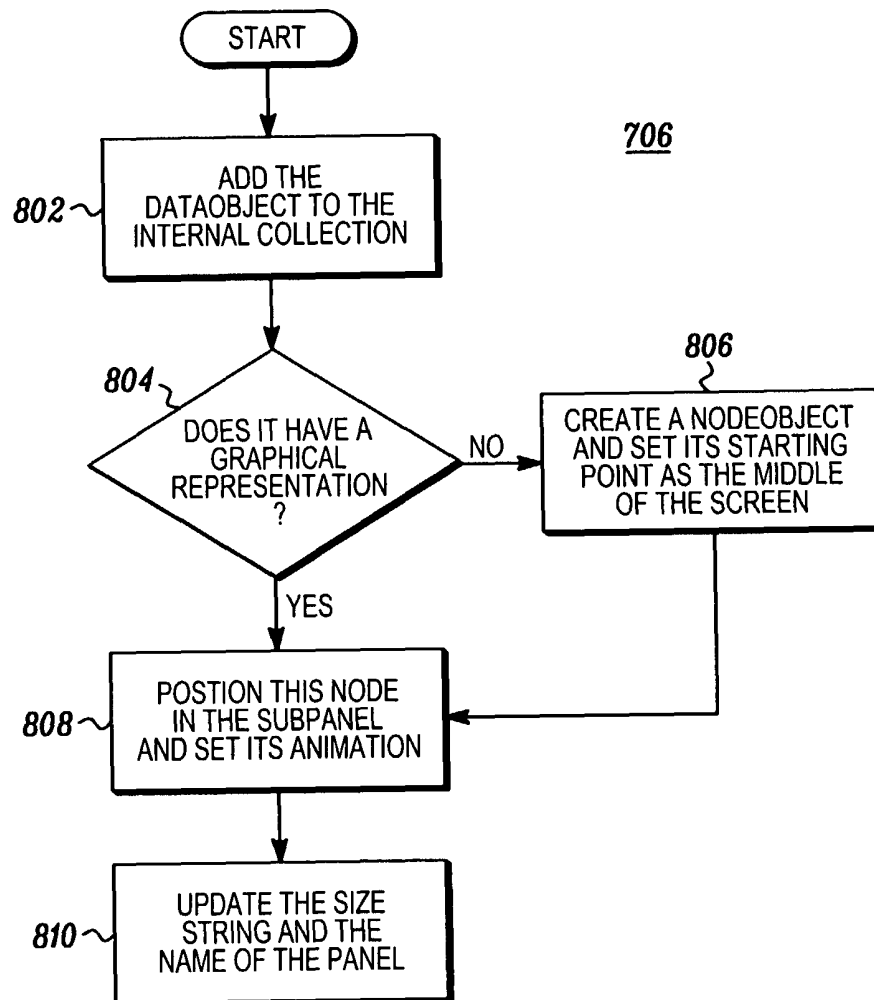 START
706
802
ADD THE
DATAOBJECT TO THE
INTERNAL COLLECTION
804
DOES IT HAVE A
GRAPHICAL
REPRESENTATION
?
NO
806
CREATE A NODEOBJECT
AND SET ITS STARTING
POINT AS THE MIDDLE
OF THE SCREEN
YES
808
POSTION THIS NODE
IN THE SUBPANEL
AND SET ITS ANIMATION
810
UPDATE THE SIZE
STRING AND THE
NAME OF THE PANEL